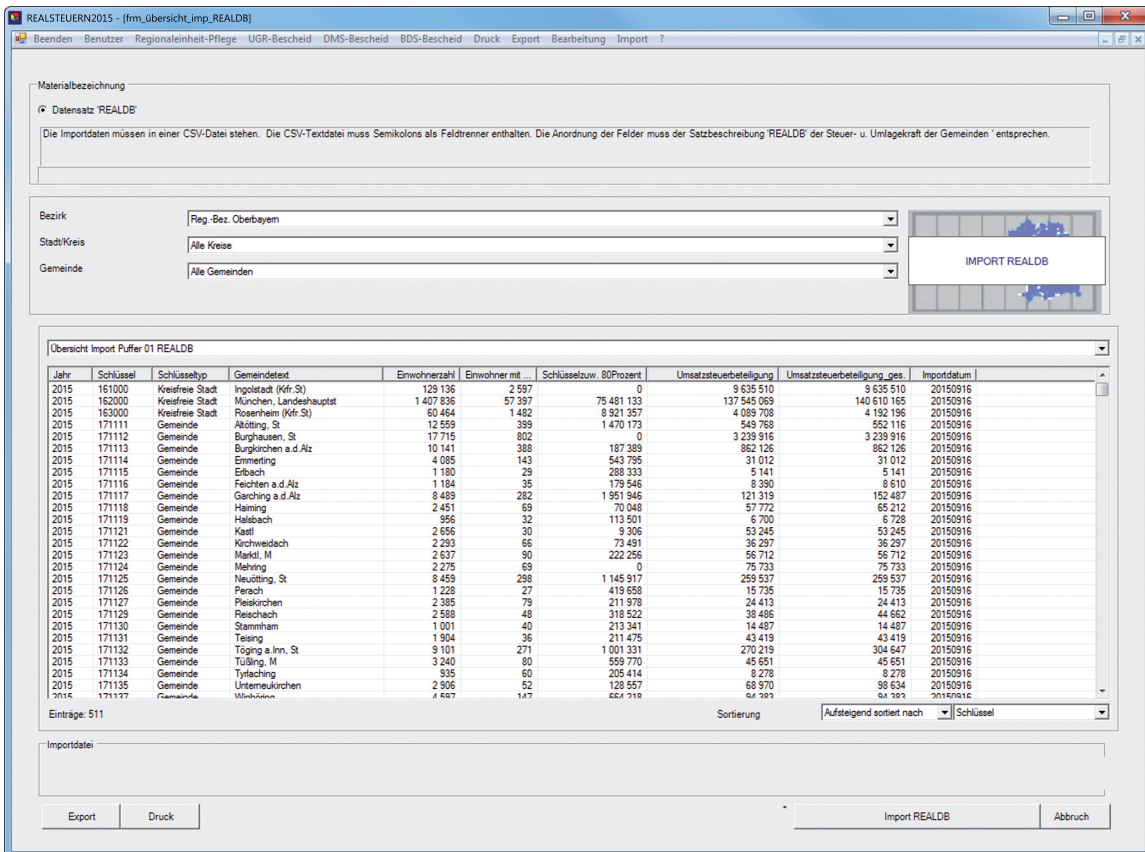 REALSTEUERN2015 - [frm_übersicht_imp_REALDB]
Beenden Benutzer Regionaleinheit-Pflege UGR-Bescheid DMS-Bescheid BDS-Bescheid Druck Export Bearbeitung Import ?
Materialbezeichnung
Datensatz 'REALDB'
Die Importdaten müssen in einer CSV-Datei stehen. Die CSV-Textdatei muss Semikolons als Feldtrenner enthalten. Die Anordnung der Felder muss der Satzbeschreibung 'REALDB' der Steuer- u. Umlagekraft der Gemeinden ' entsprechen.
Bezirk Reg.-Bez. Oberbayern
Stadt/Kreis Alle Kreise
Gemeinde Alle Gemeinden
IMPORT REALDB
Übersicht Import Puffer 01 REALDB
Jahr Schlüssel Schlüsseltyp Gemeindetext Einwohnerzahl Einwohner mit ... Schlüsselzuw. 80Prozent Umsatzsteuerbeteiligung Umsatzsteuerbeteiligung_ges. Importdatum
2015 161000 Kreisfreie Stadt Ingolstadt (Krfr.St) 129 136 2 597 0 9 635 510 9 635 510 20150916
2015 162000 Kreisfreie Stadt München, Landeshauptst 1 407 836 57 397 75 481 133 137 545 069 140 610 165 20150916
2015 163000 Kreisfreie Stadt Rosenheim (Krfr.St) 60 464 1 482 8 921 357 4 089 708 4 192 196 20150916
2015 171111 Gemeinde Altötting, St 12 559 399 1 470 173 549 768 552 116 20150916
2015 171112 Gemeinde Burghausen, St 17 715 802 0 3 239 916 3 239 916 20150916
2015 171113 Gemeinde Burgkirchen a.d.Alz 10 141 388 187 389 862 126 862 126 20150916
2015 171114 Gemeinde Emmerting 4 085 143 543 795 31 012 31 012 20150916
2015 171115 Gemeinde Erlbach 1 180 29 288 333 5 141 5 141 20150916
2015 171116 Gemeinde Feichten a.d.Alz 1 184 35 179 546 8 390 8 610 20150916
2015 171117 Gemeinde Garching a.d.Alz 8 489 282 1 951 946 121 319 152 487 20150916
2015 171118 Gemeinde Haiming 2 451 69 70 048 57 772 65 212 20150916
2015 171119 Gemeinde Halsbach 956 32 113 501 6 700 6 728 20150916
2015 171121 Gemeinde Kastl 2 656 30 9 306 53 245 53 245 20150916
2015 171122 Gemeinde Kirchweidach 2 293 66 73 491 36 297 36 297 20150916
2015 171123 Gemeinde Marktl, M 2 637 90 222 256 56 712 56 712 20150916
2015 171124 Gemeinde Mehring 2 275 69 0 75 733 75 733 20150916
2015 171125 Gemeinde Neuötting, St 8 459 298 1 145 917 259 537 259 537 20150916
2015 171126 Gemeinde Perach 1 228 27 419 658 15 735 15 735 20150916
2015 171127 Gemeinde Pleiskirchen 2 385 79 211 978 24 413 24 413 20150916
2015 171129 Gemeinde Reischach 2 588 48 318 522 38 486 44 662 20150916
2015 171130 Gemeinde Stammham 1 001 40 213 341 14 487 14 487 20150916
2015 171131 Gemeinde Teising 1 904 36 211 475 43 419 43 419 20150916
2015 171132 Gemeinde Töging a.Inn, St 9 101 271 1 001 331 270 219 304 647 20150916
2015 171133 Gemeinde Tüßling, M 3 240 80 559 770 45 651 45 651 20150916
2015 171134 Gemeinde Tyrlaching 935 60 205 414 8 278 8 278 20150916
2015 171135 Gemeinde Unterneukirchen 2 906 52 128 557 68 970 98 634 20150916
2015 171137 Gemeinde Winhöring 4 597 147 664 218 94 383 94 383 20150916
Einträge: 511 Sortierung Aufsteigend sortiert nach Schlüssel
Importdatei
Export Druck Import REALDB Abbruch